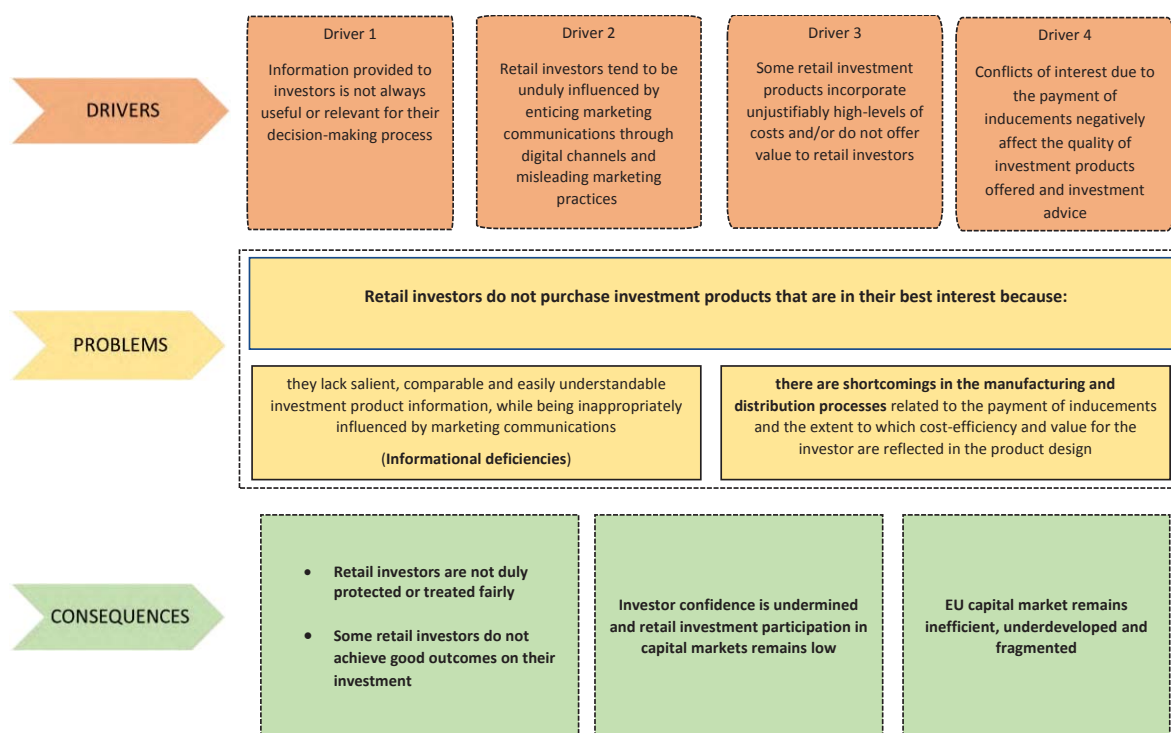 DRIVERS
Driver 1
Information provided to
investors is not always
useful or relevant for their
decision-making process
Driver 2
Retail investors tend to be
unduly influenced by
enticing marketing
communications through
digital channels and
misleading marketing
practices
Driver 3
Some retail investment
products incorporate
unjustifiably high-levels of
costs and/or do not offer
value to retail investors
Driver 4
Conflicts of interest due to
the payment of
inducements negatively
affect the quality of
investment products
offered and investment
advice
PROBLEMS
Retail investors do not purchase investment products that are in their best interest because:
they lack salient, comparable and easily understandable
investment product information, while being inappropriately
influenced by marketing communications
(Informational deficiencies)
there are shortcomings in the manufacturing and
distribution processes related to the payment of inducements
and the extent to which cost-efficiency and value for the
investor are reflected in the product design
CONSEQUENCES
• Retail investors are not duly
protected or treated fairly
• Some retail investors do not
achieve good outcomes on their
investment
Investor confidence is undermined
and retail investment participation in
capital markets remains low
EU capital market remains
inefficient, underdeveloped and
fragmented